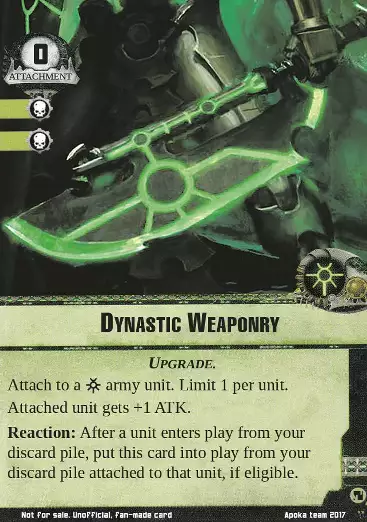 0
ATTACHMENT
DYNASTIC WEAPONRY
UPGRADE.
Attach to a army unit. Limit 1 per unit.
Attached unit gets +1 ATK.
Reaction: After a unit enters play from your
discard pile, put this card into play from your
discard pile attached to that unit, if eligible.
Not for sale. Unofficial, fan-made card
Apoka team 2017